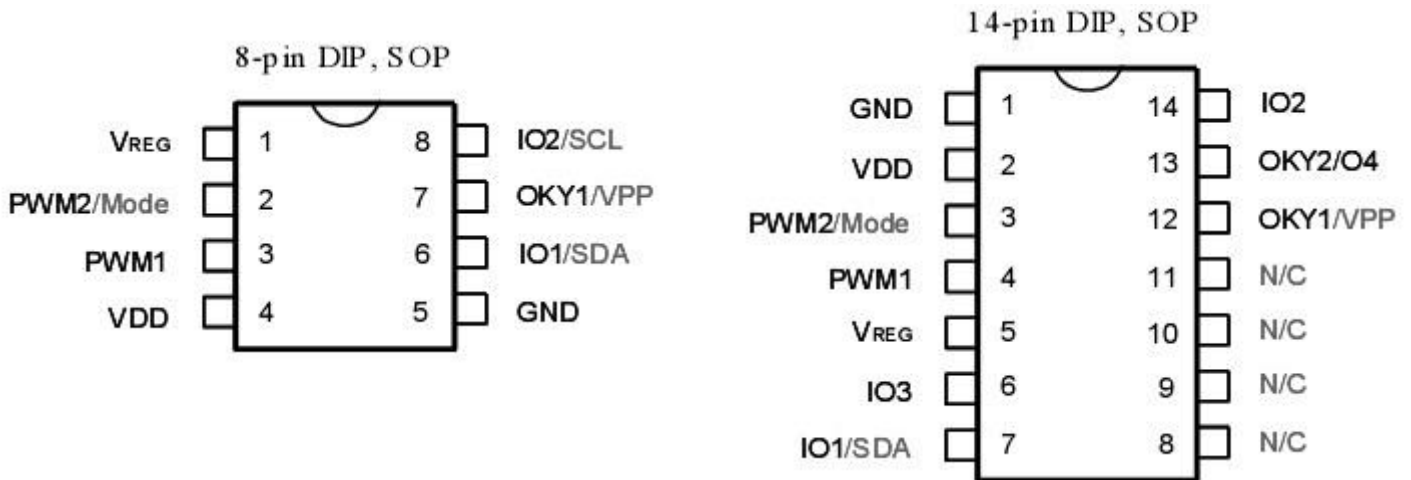 8-pin DIP, SOP
VREG 1 8 IO2/SCL
PWM2/Mode 2 7 OKY1/VPP
PWM1 3 6 IO1/SDA
VDD 4 5 GND
14-pin DIP, SOP
GND 1 14 IO2
VDD 2 13 OKY2/O4
PWM2/Mode 3 12 OKY1/VPP
PWM1 4 11 N/C
VREG 5 10 N/C
IO3 6 9 N/C
IO1/SDA 7 8 N/C